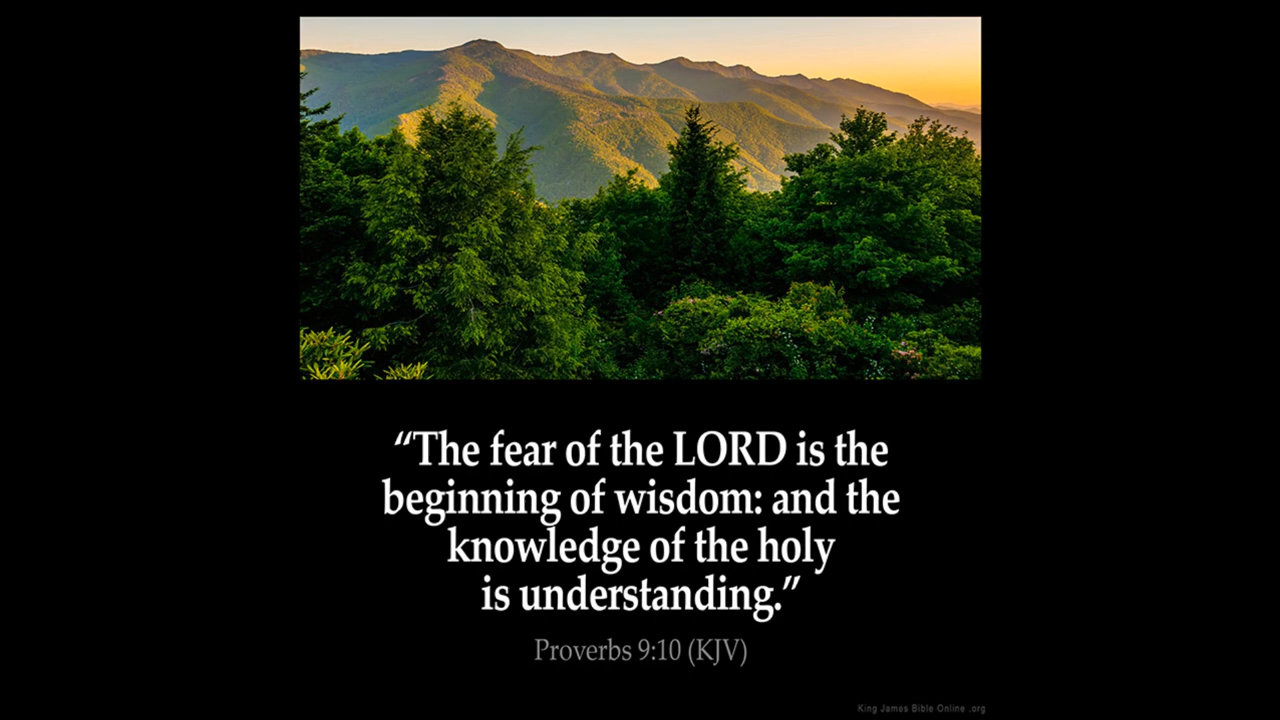 “The fear of the LORD is the
beginning of wisdom: and the
knowledge of the holy
is understanding.”
Proverbs 9:10 (KJV)
King James Bible Online .org